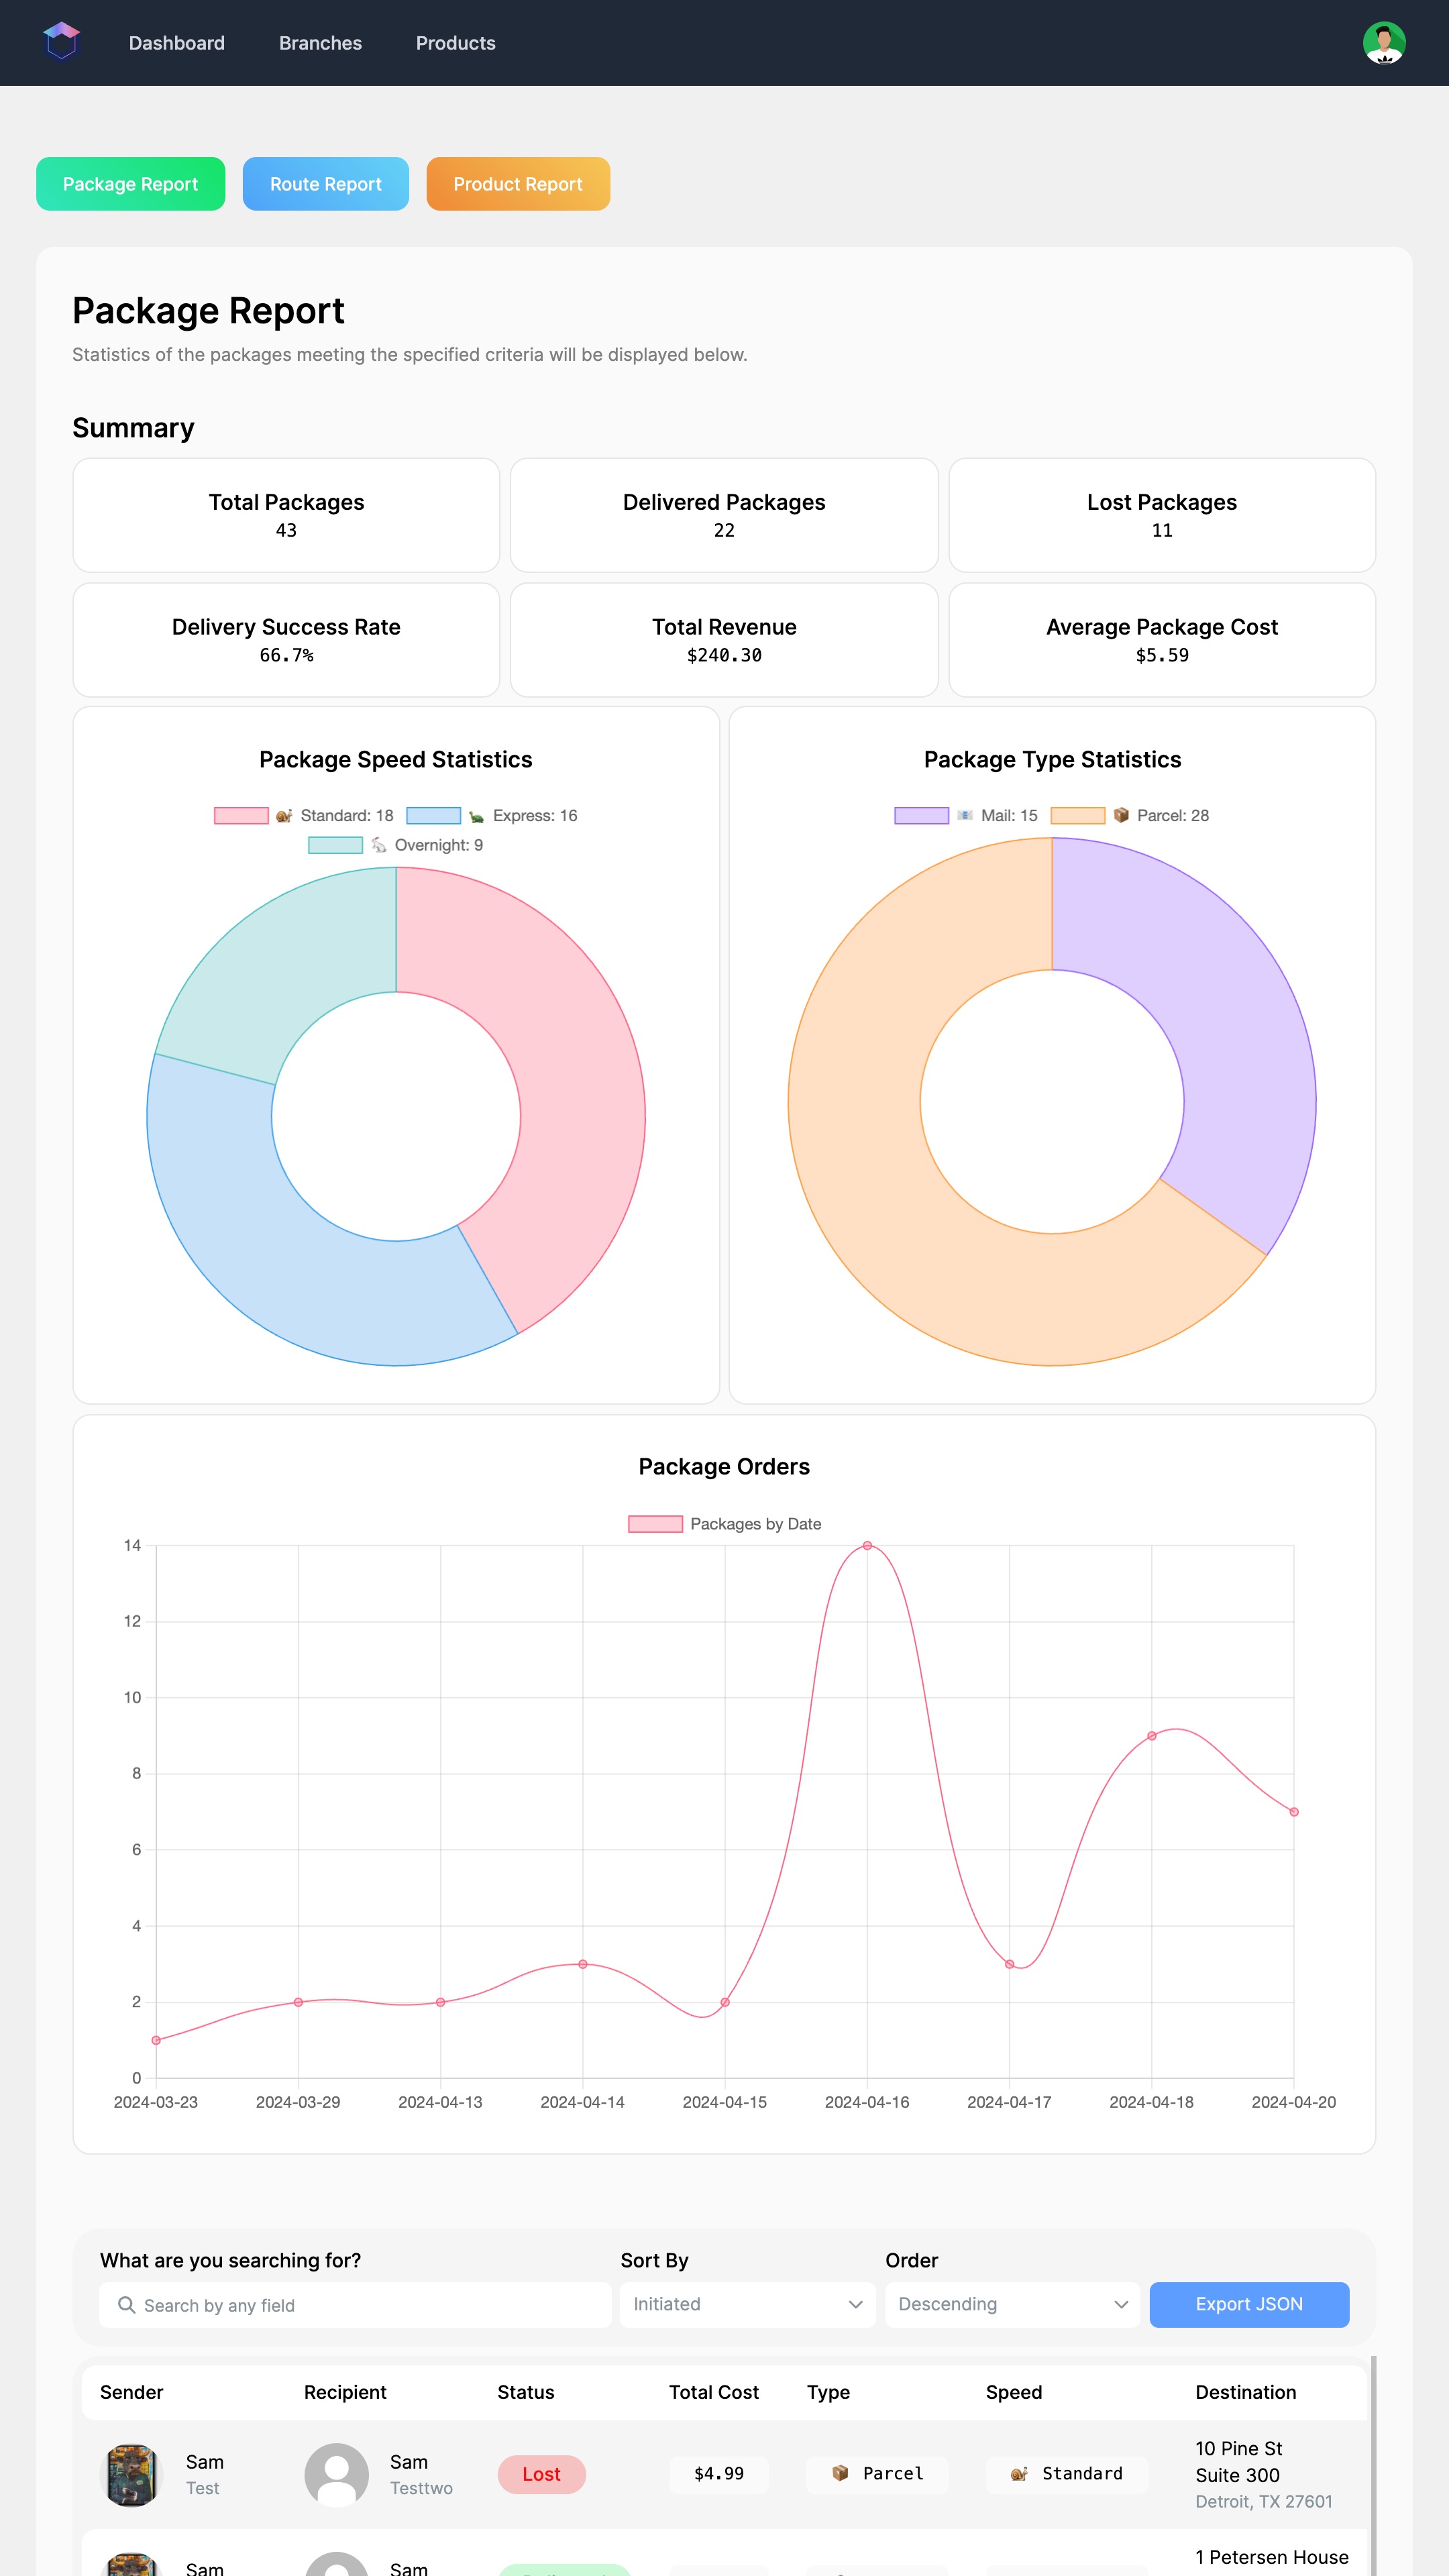 Dashboard Branches Products
Package Report Route Report Product Report
Package Report
Statistics of the packages meeting the specified criteria will be displayed below.
Summary
Total Packages Delivered Packages Lost Packages
43 22 11
Delivery Success Rate Total Revenue Average Package Cost
66.7% $240.30 $5.59
Package Speed Statistics
🐌 Standard: 18 🐢 Express: 16
🐇 Overnight: 9
Package Type Statistics
📧 Mail: 15 📦 Parcel: 28
Package Orders
Packages by Date
14
12
10
8
6
4
2
0
2024-03-23 2024-03-29 2024-04-13 2024-04-14 2024-04-15 2024-04-16 2024-04-17 2024-04-18 2024-04-20
What are you searching for? Sort By Order
Search by any field Initiated Descending Export JSON
Sender Recipient Status Total Cost Type Speed Destination
Sam Sam Lost $4.99 📦 Parcel 🐌 Standard 10 Pine St
Test Testtwo Suite 300
Detroit, TX 27601
Sam Sam 1 Petersen House